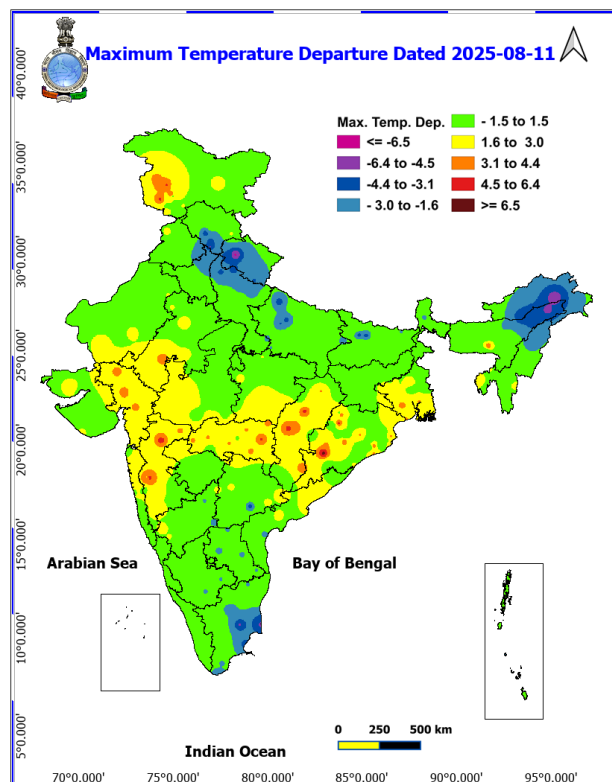 Maximum Temperature Departure Dated 2025-08-11
Max. Temp. Dep.
<= -6.5
-6.4 to -4.5
-4.4 to -3.1
- 3.0 to -1.6
- 1.5 to 1.5
1.6 to 3.0
3.1 to 4.4
4.5 to 6.4
>= 6.5
40°0.000'
35°0.000'
30°0.000'
25°0.000'
20°0.000'
15°0.000'
10°0.000'
5°0.000'
Arabian Sea
Bay of Bengal
Indian Ocean
0 250 500 km
70°0.000' 75°0.000' 80°0.000' 85°0.000' 90°0.000' 95°0.000'